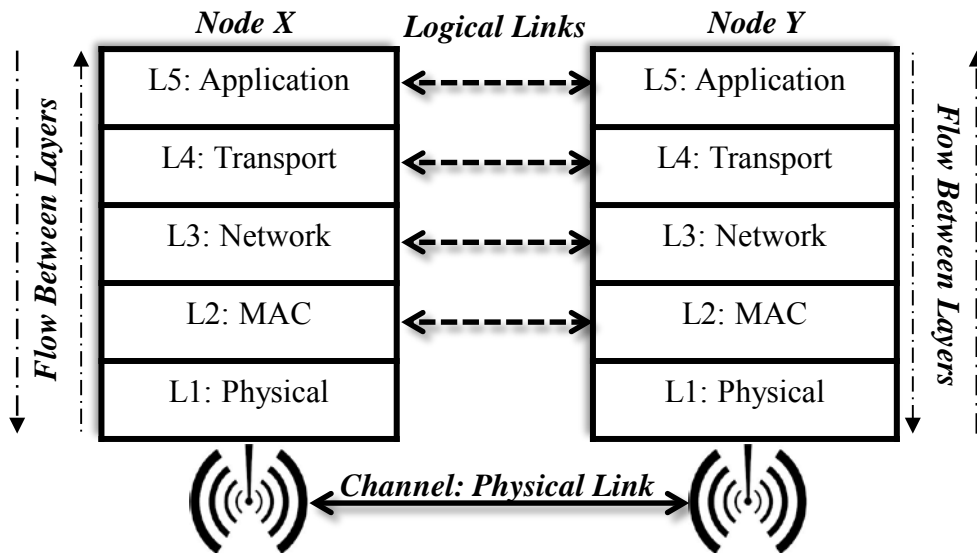 Node X
Logical Links
Node Y
Flow Between Layers
L5: Application
L4: Transport
L3: Network
L2: MAC
L1: Physical
L5: Application
L4: Transport
L3: Network
L2: MAC
L1: Physical
Flow Between Layers
Channel: Physical Link